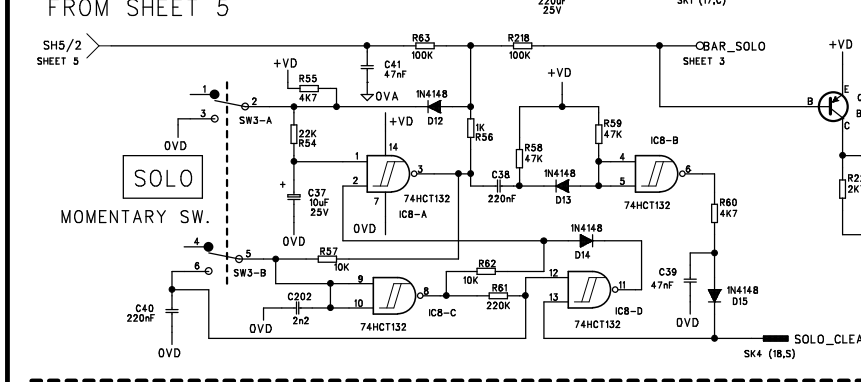 FROM SHEET 5
220uF
25V
SK1 (17,C)
SH5/2
SHEET 5
R63
100K
R218
100K
BAR_SOLO
SHEET 3
+VD
C41
47nF
0VA
+VD
R55
4K7
1N4148
D12
+VD
1
2
3
SW3-A
0VD
22K
R54
+VD
14
1K
R56
R59
47K
IC8-B
B
E
C
SOLO
MOMENTARY SW.
+
C37
10uF
25V
0VD
1
2
3
7
74HCT132
IC8-A
0VD
C38
220nF
R58
47K
1N4148
D13
4
5
6
74HCT132
R60
4K7
4
5
6
SW3-B
R57
10K
1N4148
D14
R62
10K
C40
220nF
0VD
C202
2n2
0VD
9
10
8
IC8-C
74HCT132
R61
220K
12
13
11
IC8-D
74HCT132
C39
47nF
0VD
1N4148
D15
SOLO_CLEA
SK4 (18,S)